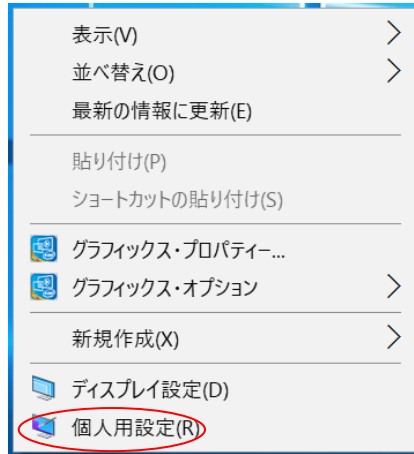 表示(V)
並べ替え(O)
最新の情報に更新(E)
貼り付け(P)
ショートカットの貼り付け(S)
グラフィックス・プロパティー...
グラフィックス・オプション
新規作成(X)
ディスプレイ設定(D)
個人用設定(R)